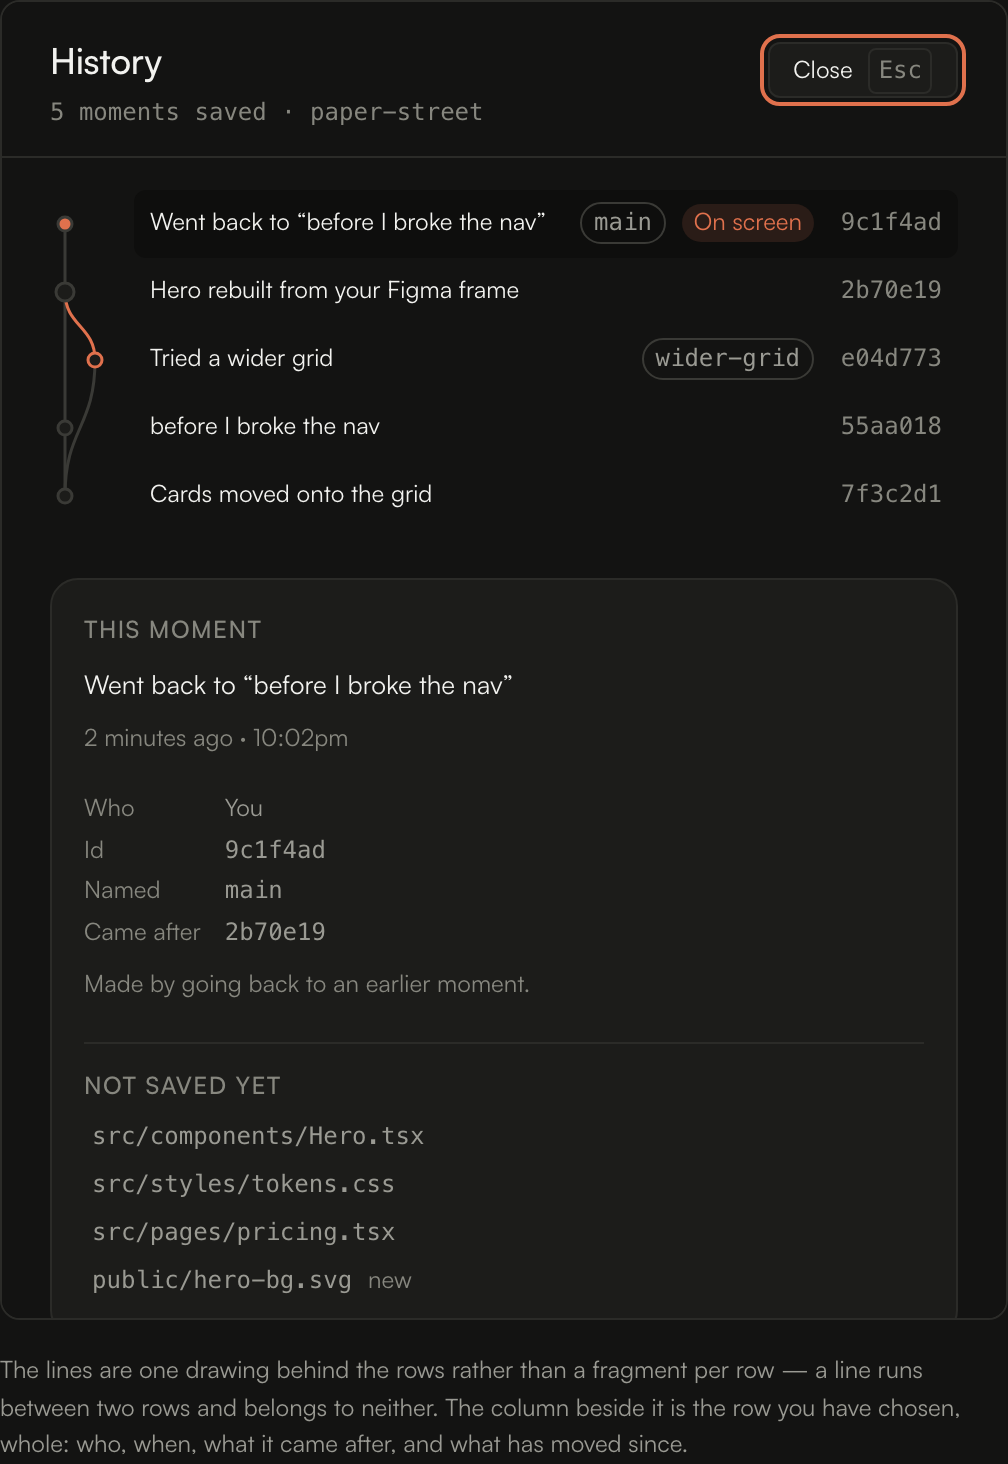 History
Close Esc
5 moments saved · paper-street
Went back to “before I broke the nav” main On screen 9c1f4ad
Hero rebuilt from your Figma frame 2b70e19
Tried a wider grid wider-grid e04d773
before I broke the nav 55aa018
Cards moved onto the grid 7f3c2d1
THIS MOMENT
Went back to “before I broke the nav”
2 minutes ago · 10:02pm
Who You
Id 9c1f4ad
Named main
Came after 2b70e19
Made by going back to an earlier moment.
NOT SAVED YET
src/components/Hero.tsx
src/styles/tokens.css
src/pages/pricing.tsx
public/hero-bg.svg new
The lines are one drawing behind the rows rather than a fragment per row — a line runs
between two rows and belongs to neither. The column beside it is the row you have chosen,
whole: who, when, what it came after, and what has moved since.